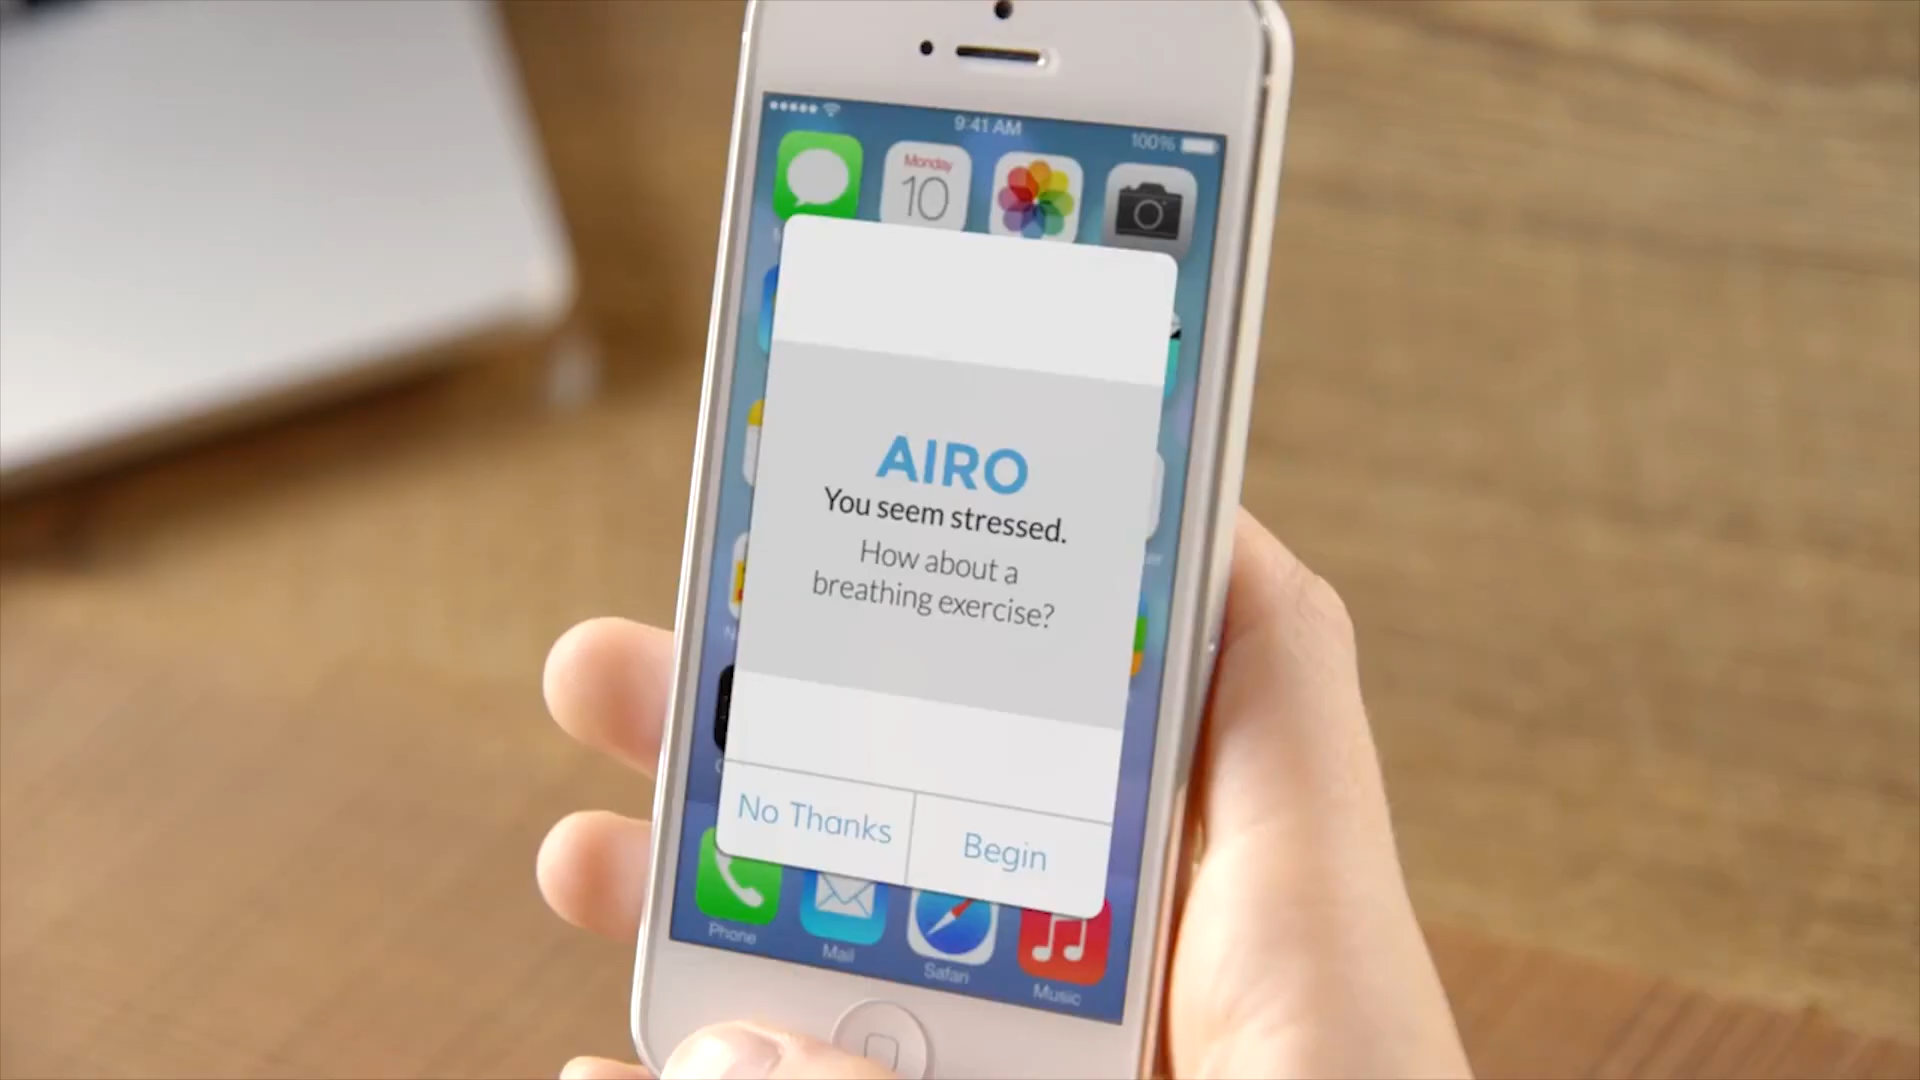 9:41 AM
100%
Monday
10
AIRO
You seem stressed.
How about a
breathing exercise?
No Thanks
Begin
Phone
Mail
Safari
Music